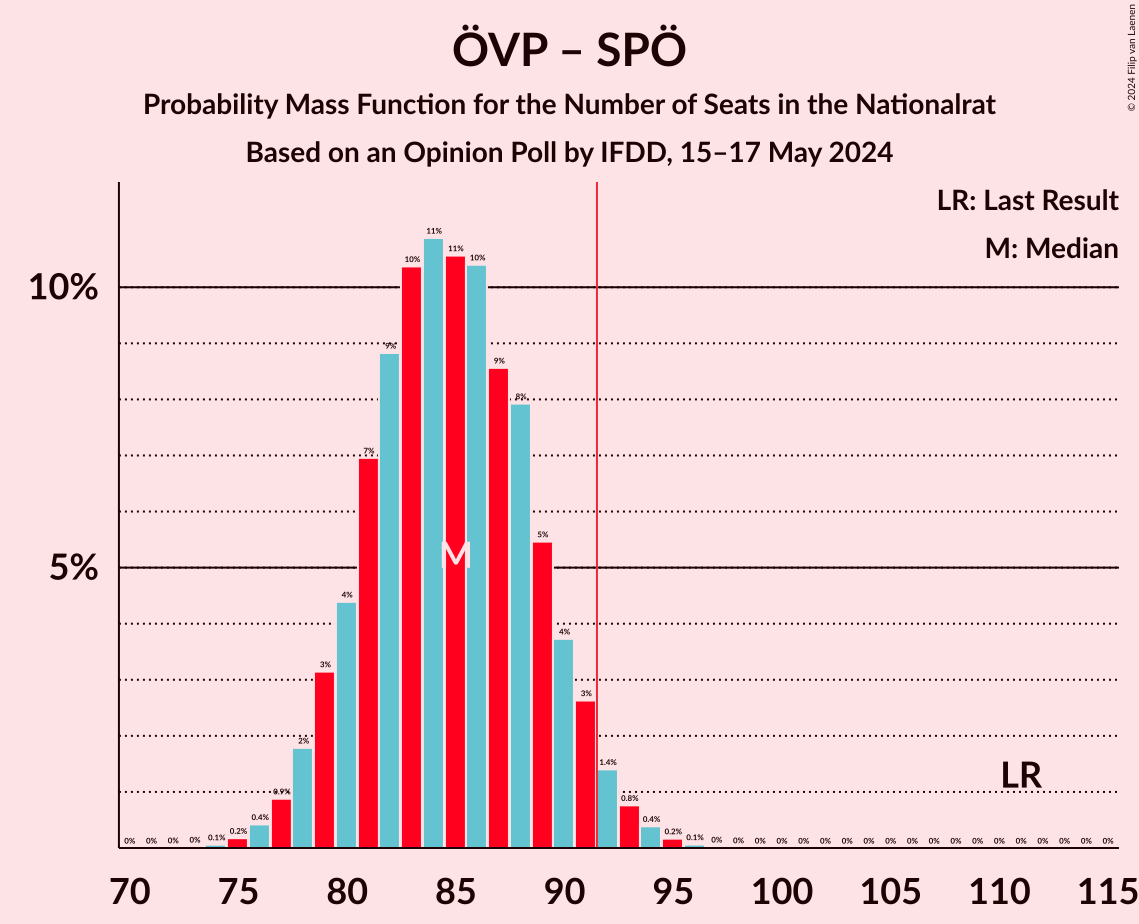 ÖVP – SPÖ
Probability Mass Function for the Number of Seats in the Nationalrat
Based on an Opinion Poll by IFDD, 15–17 May 2024
© 2024 Filip van Laenen
LR: Last Result
M: Median
10%
5%
0% 0% 0% 0% 0.1% 0.2% 0.4% 0.9% 2% 3% 4% 7% 9% 10% 11% 11% 10% 9% 8% 5% 4% 3% 1.4% 0.8% 0.4% 0.2% 0.1% 0% 0% 0% 0% 0% 0% 0% 0% 0% 0% 0% 0% 0% 0% 0% 0% 0% 0% 0%
M
LR
70 75 80 85 90 95 100 105 110 115